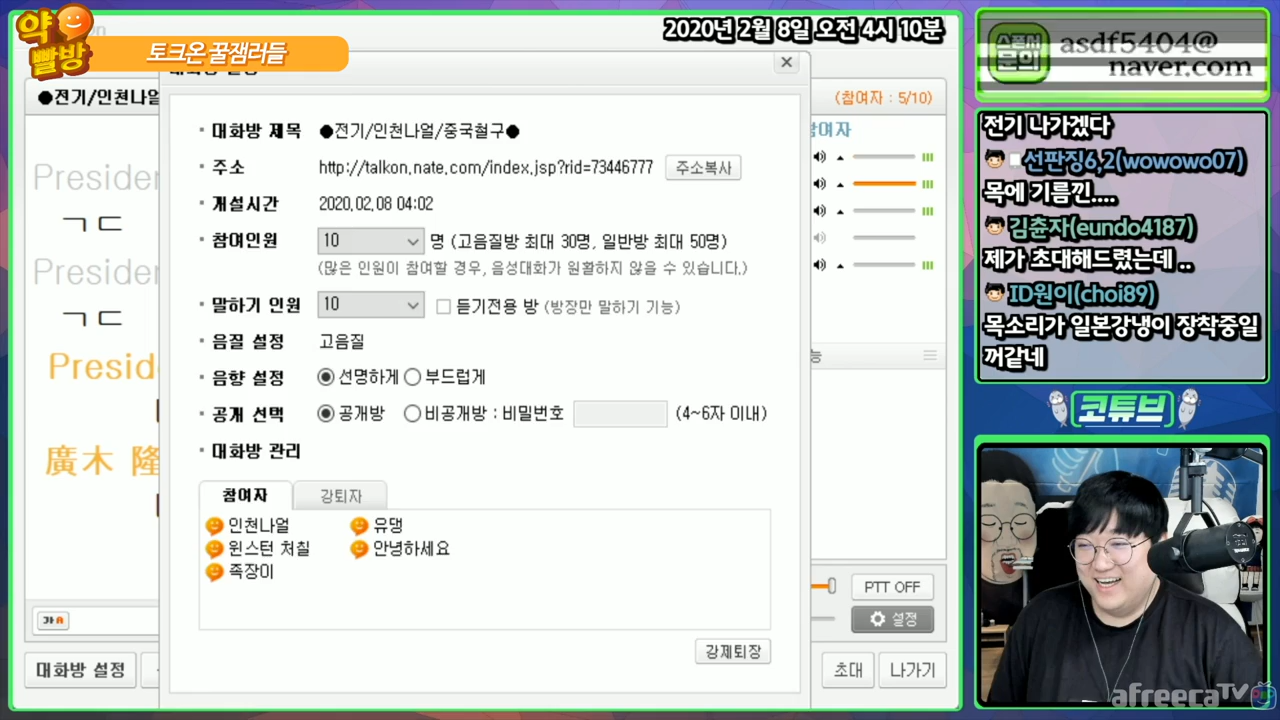 약빨방
토크온 꿀잼러들
2020년 2월 8일 오전 4시 10분
●전기/인천나얼
Presiden
ㄱㄷ
Presiden
ㄱㄷ
Presid
廣木 隆
가A
대화방 설정
대화방 제목 ●전기/인천나얼/중국철구●
주소 http://talkon.nate.com/index.jsp?rid=73446777 주소복사
개설시간 2020.02.08 04:02
참여인원 10 명 (고음질방 최대 30명, 일반방 최대 50명)
(많은 인원이 참여할 경우, 음성대화가 원활하지 않을 수 있습니다.)
말하기 인원 10 듣기전용 방 (방장만 말하기 기능)
음질 설정 고음질
음향 설정 선명하게 부드럽게
공개 선택 공개방 비공개방 : 비밀번호 (4~6자 이내)
대화방 관리
참여자 강퇴자
인천나얼 유댕
윈스턴 처칠 안녕하세요
족장이
강제퇴장
(참여자 : 5/10)
참여자
능
PTT OFF
설정
초대 나가기
스폰서
문의
asdf5404@
naver.com
전기 나가겠다
선판징6,2(wowowo07)
목에 기름낀....
김츈자(eundo4187)
제가 초대해드렸는데 ..
ID원이(choi89)
목소리가 일본강냉이 장착중일
꺼같네
코튜브
afreecaTV